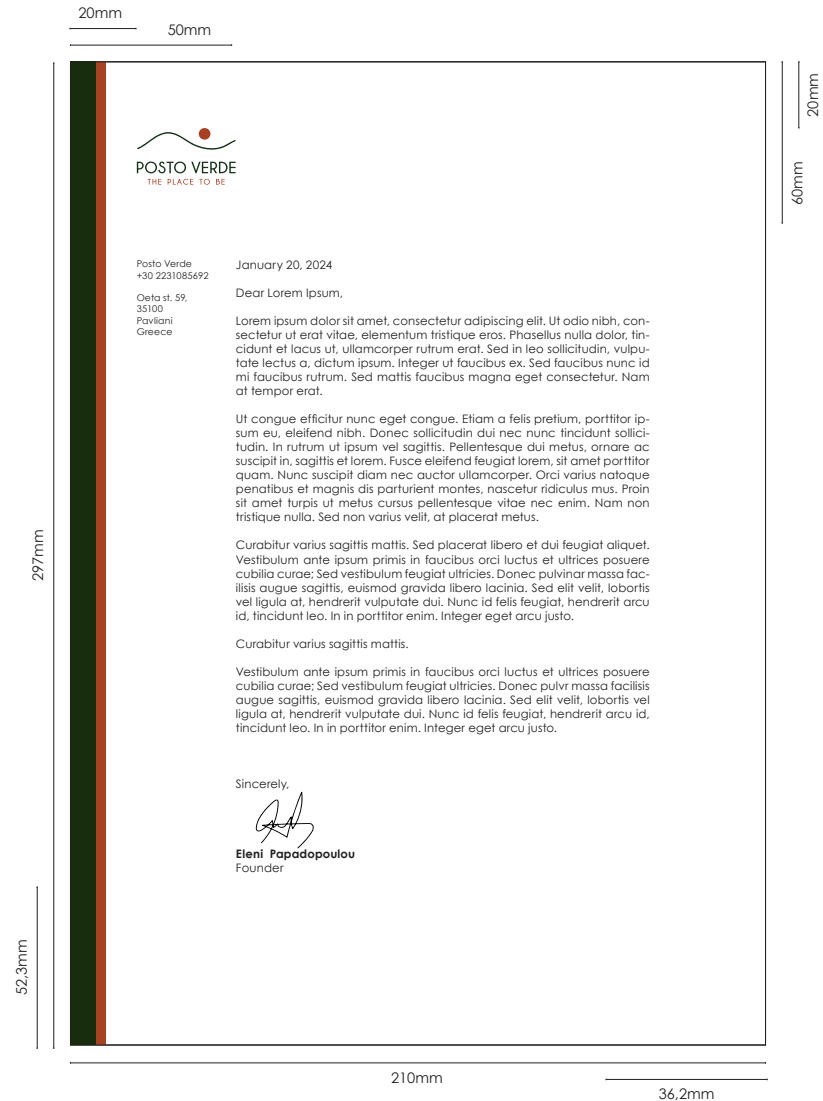 20mm
50mm
20mm
60mm
POSTO VERDE
THE PLACE TO BE
Posto Verde
+30 2231085692
Oeta st. 59,
35100
Pavliani
Greece
January 20, 2024
Dear Lorem Ipsum,
Lorem ipsum dolor sit amet, consectetur adipiscing elit. Ut odio nibh, con-
sectetur ut erat vitae, elementum tristique eros. Phasellus nulla dolor, tin-
cidunt et lacus ut, ullamcorper rutrum erat. Sed in leo sollicitudin, vulpu-
tate lectus a, dictum ipsum. Integer ut faucibus ex. Sed faucibus nunc id
mi faucibus rutrum. Sed mattis faucibus magna eget consectetur. Nam
at tempor erat.
Ut congue efficitur nunc eget congue. Etiam a felis pretium, porttitor ip-
sum eu, eleifend nibh. Donec sollicitudin dui nec nunc tincidunt sollici-
tudin. In rutrum ut ipsum vel sagittis. Pellentesque dui metus, ornare ac
suscipit in, sagittis et lorem. Fusce eleifend feugiat lorem, sit amet porttitor
quam. Nunc suscipit diam nec auctor ullamcorper. Orci varius natoque
penatibus et magnis dis parturient montes, nascetur ridiculus mus. Proin
sit amet turpis ut metus cursus pellentesque vitae nec enim. Nam non
tristique nulla. Sed non varius velit, at placerat metus.
Curabitur varius sagittis mattis. Sed placerat libero et dui feugiat aliquet.
Vestibulum ante ipsum primis in faucibus orci luctus et ultrices posuere
cubilia curae; Sed vestibulum feugiat ultricies. Donec pulvinar massa fac-
ilisis augue sagittis, euismod gravida libero lacinia. Sed elit velit, lobortis
vel ligula at, hendrerit vulputate dui. Nunc id felis feugiat, hendrerit arcu
id, tincidunt leo. In in porttitor enim. Integer eget arcu justo.
Curabitur varius sagittis mattis.
Vestibulum ante ipsum primis in faucibus orci luctus et ultrices posuere
cubilia curae; Sed vestibulum feugiat ultricies. Donec pulvr massa facilisis
augue sagittis, euismod gravida libero lacinia. Sed elit velit, lobortis vel
ligula at, hendrerit vulputate dui. Nunc id felis feugiat, hendrerit arcu id,
tincidunt leo. In in porttitor enim. Integer eget arcu justo.
Sincerely,
Eleni Papadopoulou
Founder
297mm
52,3mm
210mm
36,2mm